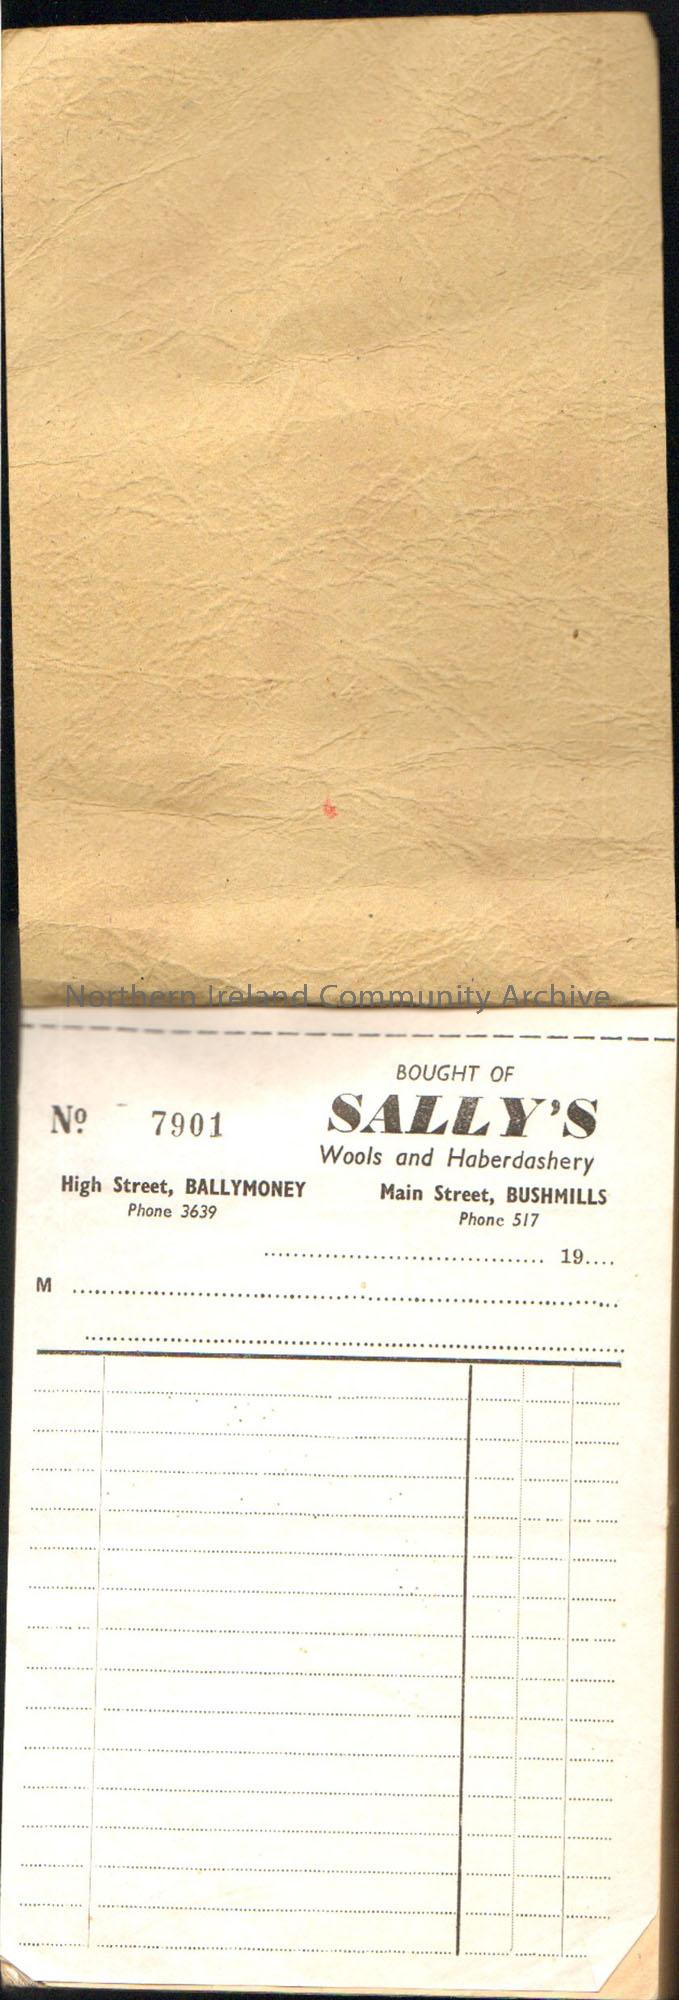 Northern Ireland Community Archive
BOUGHT OF
Nº 7901
SALLY'S
Wools and Haberdashery
High Street, BALLYMONEY
Phone 3639
Main Street, BUSHMILLS
Phone 517
.................................... 19....
M ....................................